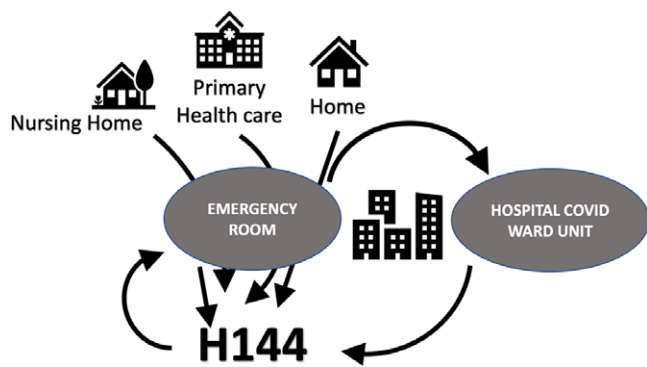 Nursing Home
Primary
Health care
Home
EMERGENCY
ROOM
HOSPITAL COVID
WARD UNIT
H144